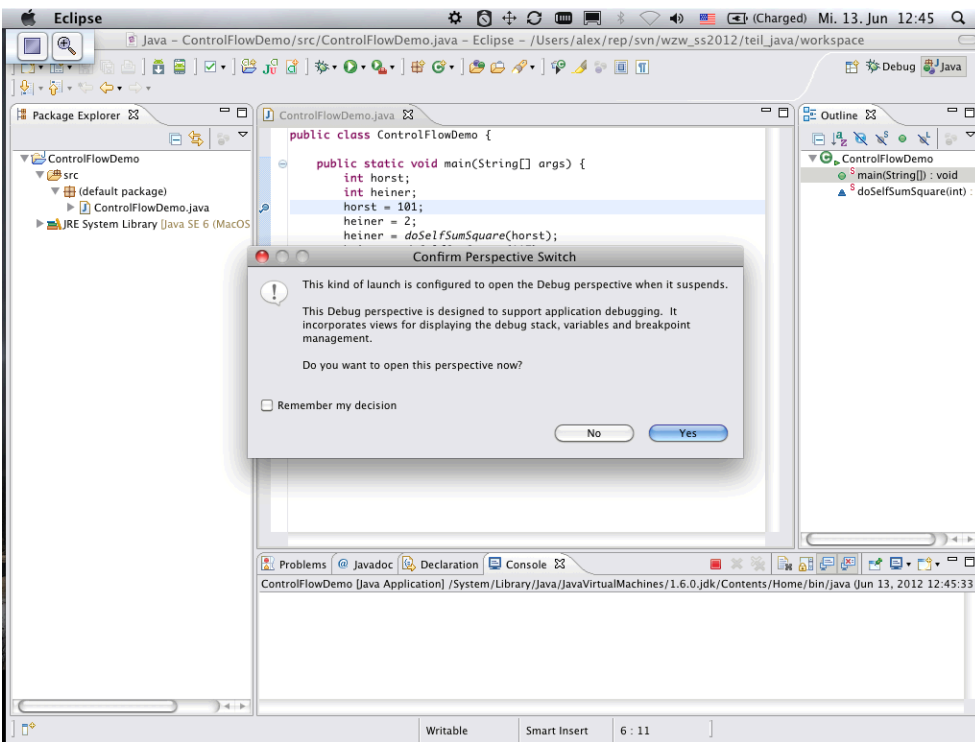 Eclipse
(Charged) Mi. 13. Jun 12:45
Java – ControlFlowDemo/src/ControlFlowDemo.java – Eclipse – /Users/alex/rep/svn/wzw_ss2012/teil_java/workspace
Debug
Java
Package Explorer
ControlFlowDemo
src
(default package)
ControlFlowDemo.java
JRE System Library [Java SE 6 (MacOS
ControlFlowDemo.java
public class ControlFlowDemo {
public static void main(String[] args) {
int horst;
int heiner;
horst = 101;
heiner = 2;
heiner = doSelfSumSquare(horst);
Outline
ControlFlowDemo
main(String[]) : void
doSelfSumSquare(int) :
Confirm Perspective Switch
This kind of launch is configured to open the Debug perspective when it suspends.
This Debug perspective is designed to support application debugging. It
incorporates views for displaying the debug stack, variables and breakpoint
management.
Do you want to open this perspective now?
Remember my decision
No
Yes
Problems
@ Javadoc
Declaration
Console
ControlFlowDemo [Java Application] /System/Library/Java/JavaVirtualMachines/1.6.0.jdk/Contents/Home/bin/java (Jun 13, 2012 12:45:33
Writable
Smart Insert
6 : 11